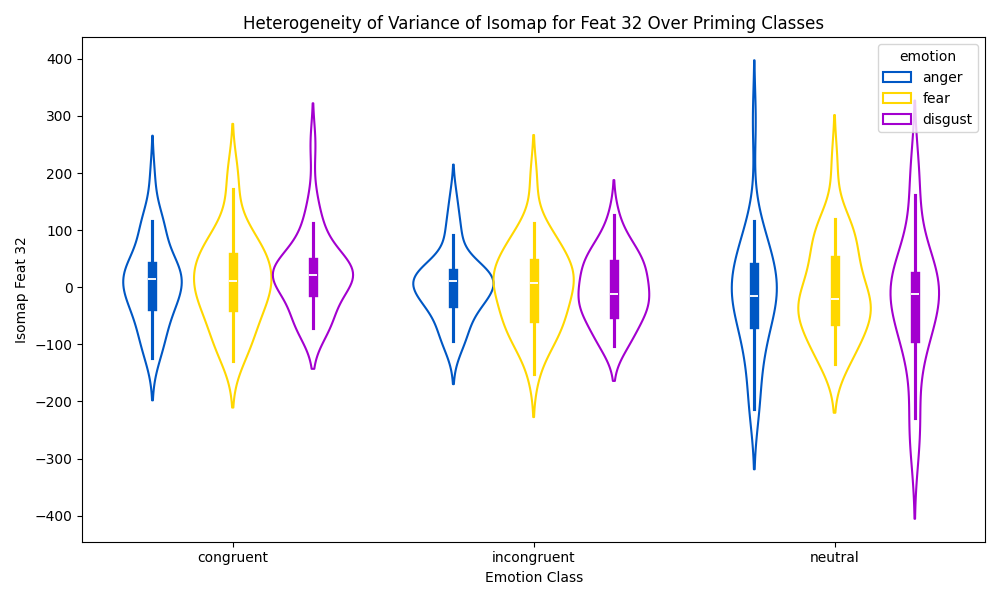 Heterogeneity of Variance of Isomap for Feat 32 Over Priming Classes
emotion
anger
fear
disgust
Isomap Feat 32
400
300
200
100
0
−100
−200
−300
−400
congruent
incongruent
neutral
Emotion Class